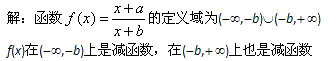 解：函数 f(x) = \frac{x+a}{x+b} 的定义域为(-∞,-b)∪(-b,+∞)
f(x)在(-∞,-b)上是减函数，在(-b,+∞)上也是减函数